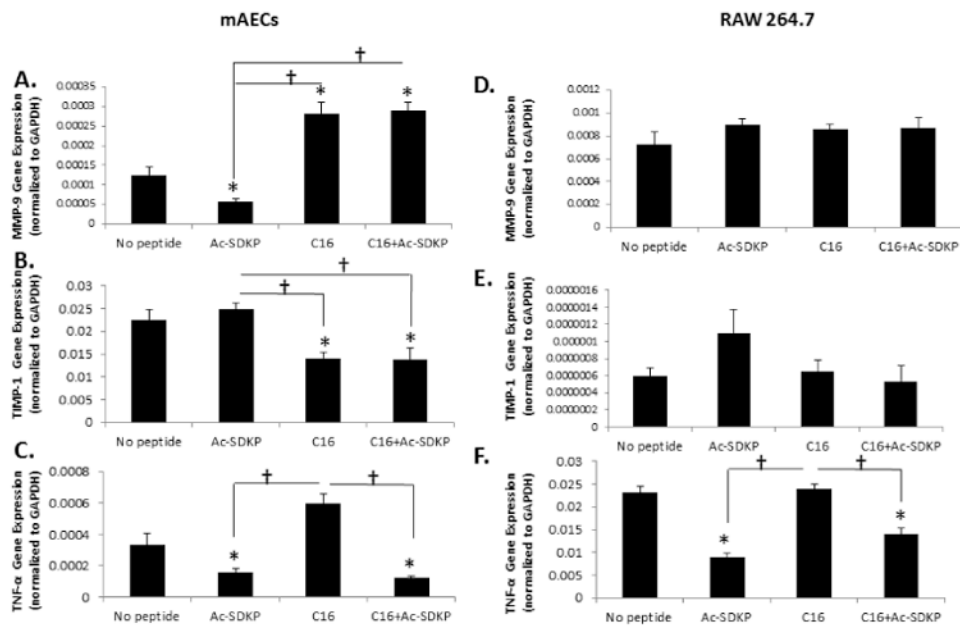 mAECs
RAW 264.7
A.
†
†
MMP-9 Gene Expression
(normalized to GAPDH)
0.00035
0.0003
0.00025
0.0002
0.00015
0.0001
0.00005
0
*
*
*
No peptide Ac-SDKP C16 C16+Ac-SDKP
B.
†
†
TIMP-1 Gene Expression
(normalized to GAPDH)
0.03
0.025
0.02
0.015
0.01
0.005
0
*
*
No peptide Ac-SDKP C16 C16+Ac-SDKP
C.
†
†
TNF-α Gene Expression
(normalized to GAPDH)
0.0008
0.0006
0.0004
0.0002
0
*
*
No peptide Ac-SDKP C16 C16+Ac-SDKP
D.
MMP-9 Gene Expression
(normalized to GAPDH)
0.0012
0.001
0.0008
0.0006
0.0004
0.0002
0
No peptide Ac-SDKP C16 C16+Ac-SDKP
E.
TIMP-1 Gene Expression
(normalized to GAPDH)
0.0000016
0.0000014
0.0000012
0.000001
0.0000008
0.0000006
0.0000004
0.0000002
0
No peptide Ac-SDKP C16 C16+Ac-SDKP
F.
†
†
TNF-α Gene Expression
(normalized to GAPDH)
0.03
0.025
0.02
0.015
0.01
0.005
0
*
*
No peptide Ac-SDKP C16 C16+Ac-SDKP